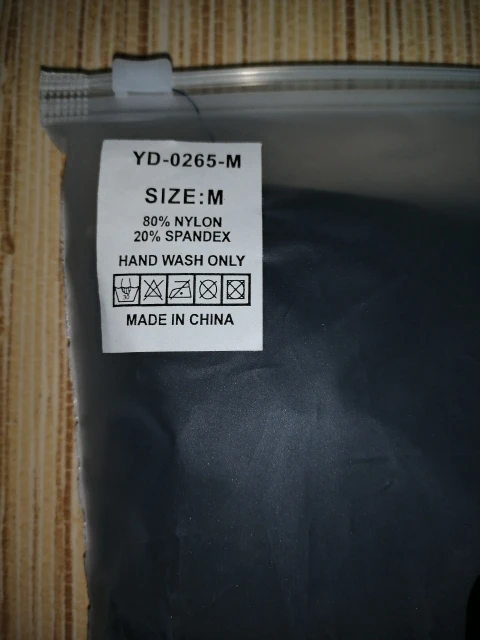 YD-0265-M
SIZE:M
80% NYLON
20% SPANDEX
HAND WASH ONLY
MADE IN CHINA